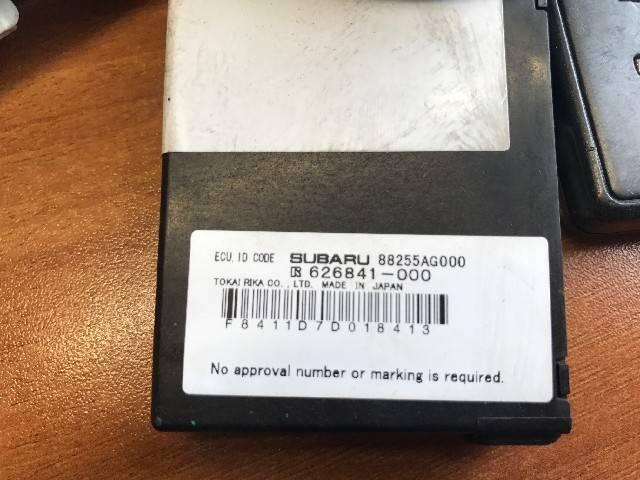 ECU, ID CODE SUBARU 88255AG000
626841-000
TOKAI RIKA CO., LTD. MADE IN JAPAN
F8411D7D018413
No approval number or marking is required.